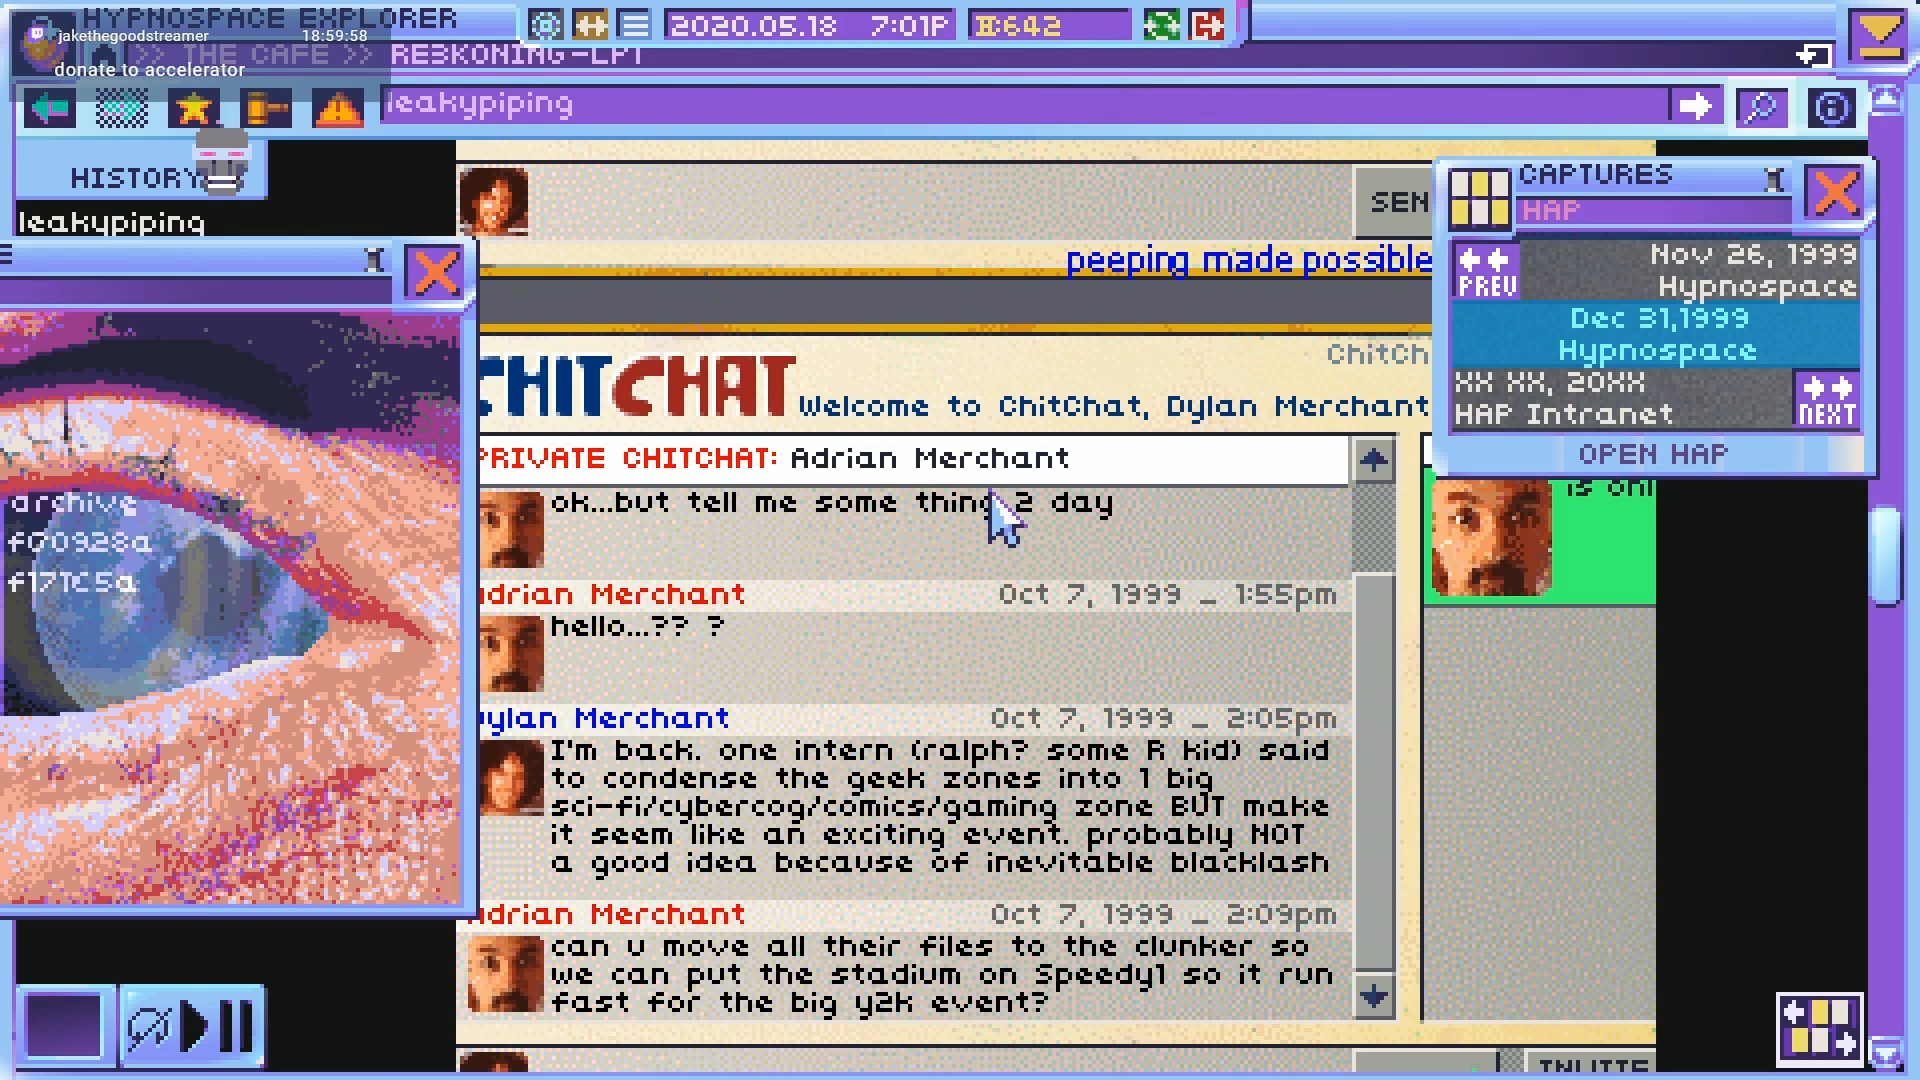 HYPNOSPACE EXPLORER
2020.05.18 7:01P
642
jakethegoodstreamer 18:59:58
>> THE CAFE >> RE3KONING-LPT
donate to accelerator
leakypiping
HISTORY
leakypiping
SEN
CAPTURES
HAP
PREV
Nov 26, 1999
Hypnospace
Dec 31,1999
Hypnospace
XX XX, 20XX
HAP Intranet
NEXT
OPEN HAP
peeping made possible
ChitCh
CHITCHAT
Welcome to ChitChat, Dylan Merchant
PRIVATE CHITCHAT: Adrian Merchant
ok...but tell me some thing 2 day
is onl
archive
f00928a
f171C5a
Adrian Merchant Oct 7, 1999 _ 1:55pm
hello...?? ?
Dylan Merchant Oct 7, 1999 _ 2:05pm
I'm back. one intern (ralph? some R kid) said
to condense the geek zones into 1 big
sci-fi/cybercog/comics/gaming zone BUT make
it seem like an exciting event. probably NOT
a good idea because of inevitable blacklash
Adrian Merchant Oct 7, 1999 _ 2:09pm
can u move all their files to the clunker so
we can put the stadium on Speedy1 so it run
fast for the big y2k event?
INVITE